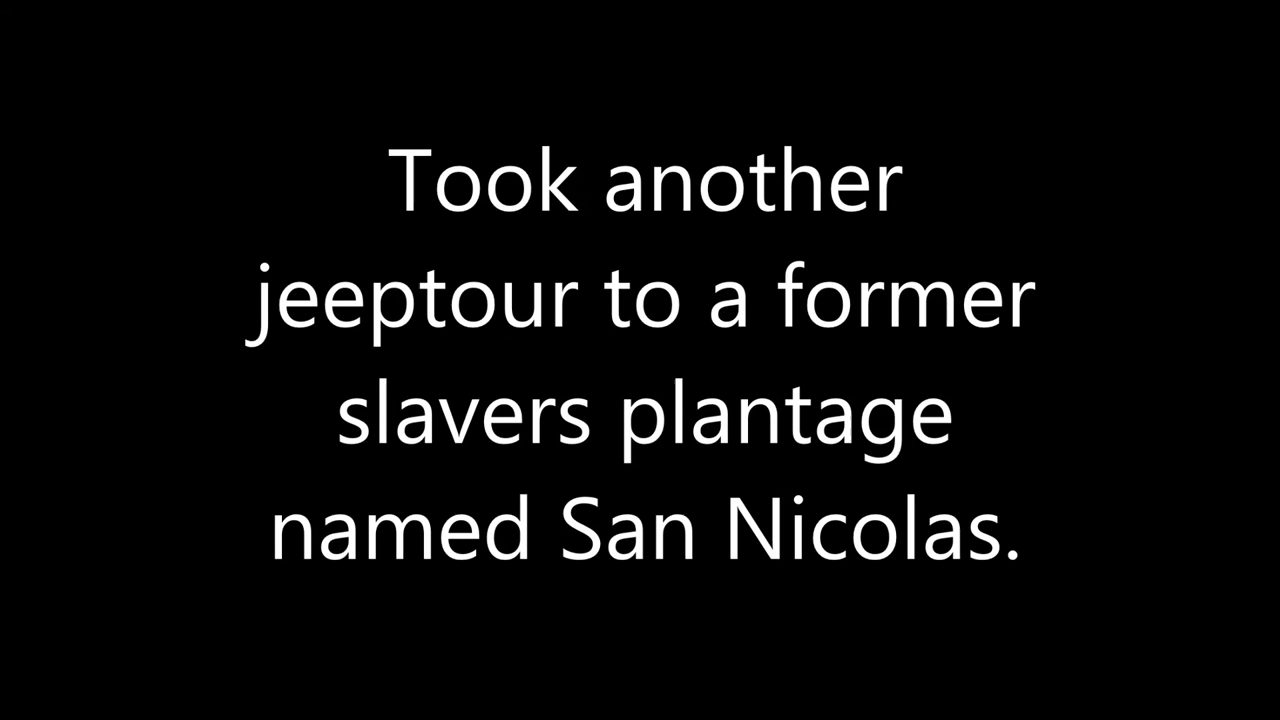 Took another
jeeptour to a former
slavers plantage
named San Nicolas.